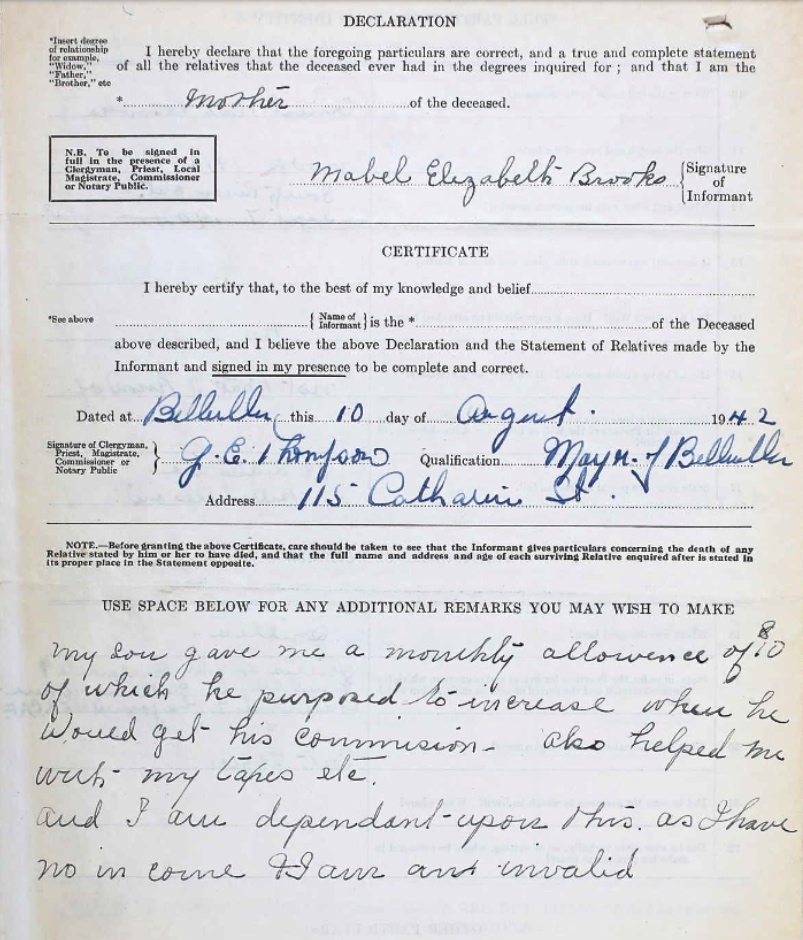 DECLARATION
*Insert degree
of relationship
for example,
"Widow,"
"Father,"
"Brother," etc
I hereby declare that the foregoing particulars are correct, and a true and complete statement
of all the relatives that the deceased ever had in the degrees inquired for ; and that I am the
* Mother of the deceased.
N.B. To be signed in
full in the presence of a
Clergyman, Priest, Local
Magistrate, Commissioner
or Notary Public.
Mabel Elizabeth Brooks { Signature
of
Informant
CERTIFICATE
I hereby certify that, to the best of my knowledge and belief
*See above
{ Name of
Informant } is the * of the Deceased
above described, and I believe the above Declaration and the Statement of Relatives made by the
Informant and signed in my presence to be complete and correct.
Dated at Belleville, this 10 day of August. 1942
Signature of Clergyman,
Priest, Magistrate,
Commissioner or
Notary Public } G. E. Thompson Qualification Mayor of Belleville
Address 115 Catharine St.
NOTE.—Before granting the above Certificate, care should be taken to see that the Informant gives particulars concerning the death of any
Relative stated by him or her to have died, and that the full name and address and age of each surviving Relative enquired after is stated in
its proper place in the Statement opposite.
USE SPACE BELOW FOR ANY ADDITIONAL REMARKS YOU MAY WISH TO MAKE
My son gave me a monthly allowence of
of which he purposed to increase when he
Would get his commision - also helped me
with my taxes etc.
and I am dependant upon this. as I have
no in come & I am an invalid